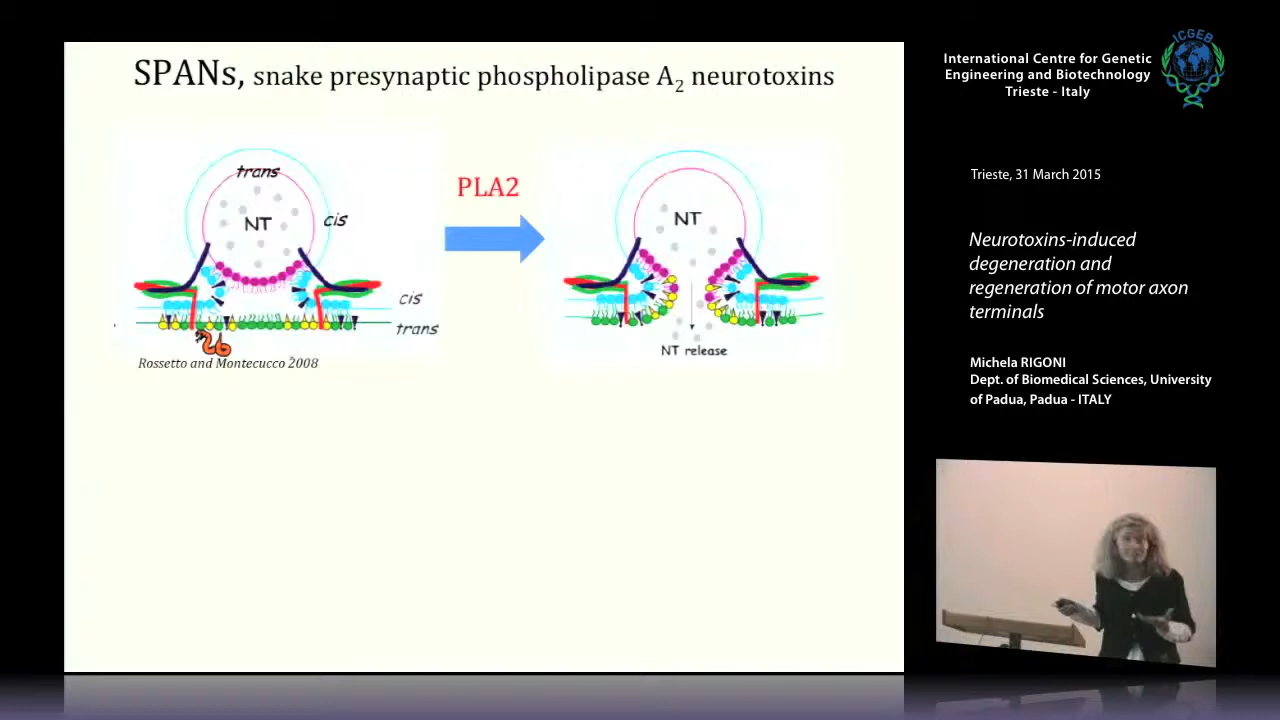 SPANs, snake presynaptic phospholipase A2 neurotoxins
trans
NT
cis
cis
trans
Rossetto and Montecucco 2008
PLA2
NT
NT release
International Centre for Genetic
Engineering and Biotechnology
Trieste - Italy
ICGEB
Trieste, 31 March 2015
Neurotoxins-induced
degeneration and
regeneration of motor axon
terminals
Michela RIGONI
Dept. of Biomedical Sciences, University
of Padua, Padua - ITALY